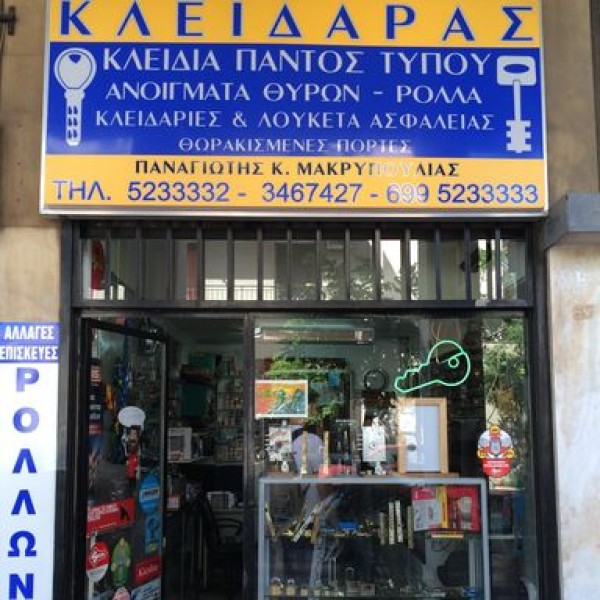 ΚΛΕΙΔΑΡΑΣ
ΚΛΕΙΔΙΑ ΠΑΝΤΟΣ ΤΥΠΟΥ
ΑΝΟΙΓΜΑΤΑ ΘΥΡΩΝ - ΡΟΛΛΑ
ΚΛΕΙΔΑΡΙΕΣ & ΛΟΥΚΕΤΑ ΑΣΦΑΛΕΙΑΣ
ΘΩΡΑΚΙΣΜΕΝΕΣ ΠΟΡΤΕΣ
ΠΑΝΑΓΙΩΤΗΣ Κ. ΜΑΚΡΥΠΟΥΛΙΑΣ
ΤΗΛ. 5233332 - 3467427 - 699 5233333
ΑΛΛΑΓΕΣ
ΕΠΙΣΚΕΥΕΣ
ΡΟΛΛΩΝ